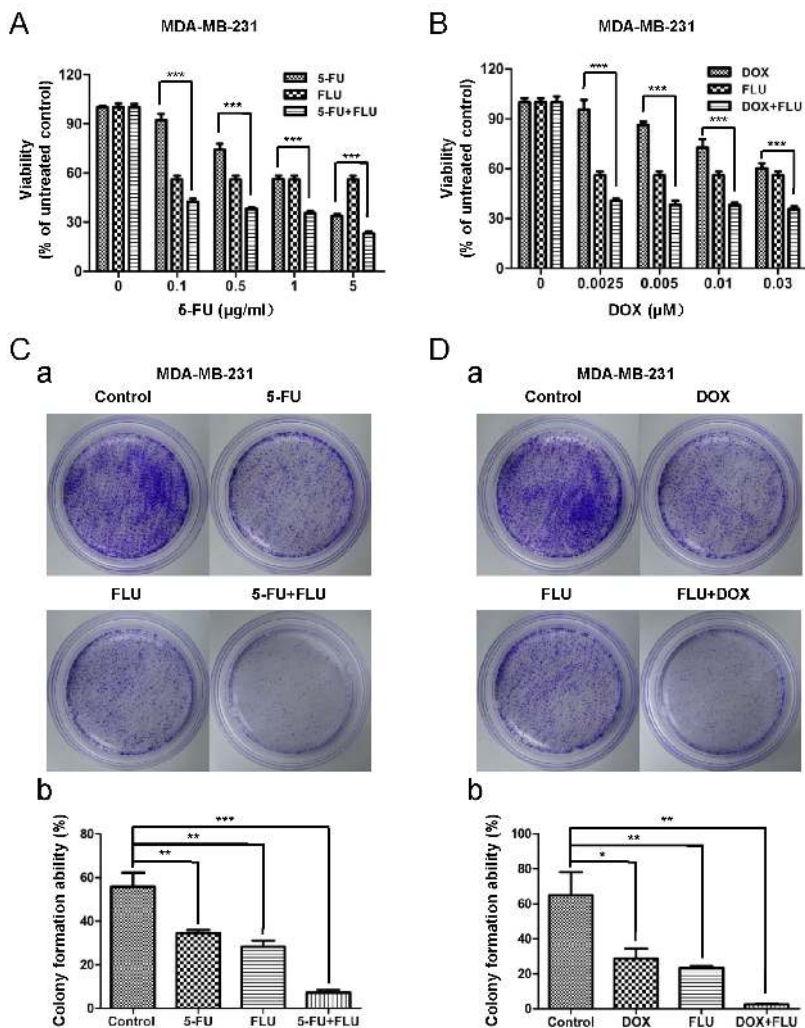 A
MDA-MB-231
Viability
(% of untreated control)
120
90
60
30
0
***
***
***
***
5-FU
FLU
5-FU+FLU
0 0.1 0.5 1 5
5-FU (μg/ml）
B
MDA-MB-231
Viability
(% of untreated control)
120
90
60
30
0
***
***
***
***
DOX
FLU
DOX+FLU
0 0.0025 0.005 0.01 0.03
DOX (μM）
C
a
MDA-MB-231
Control 5-FU
FLU 5-FU+FLU
b
Colony formation ability (%)
80
60
40
20
0
***
**
**
Control 5-FU FLU 5-FU+FLU
D
a
MDA-MB-231
Control DOX
FLU FLU+DOX
b
Colony formation ability (%)
100
80
60
40
20
0
**
**
*
Control DOX FLU DOX+FLU